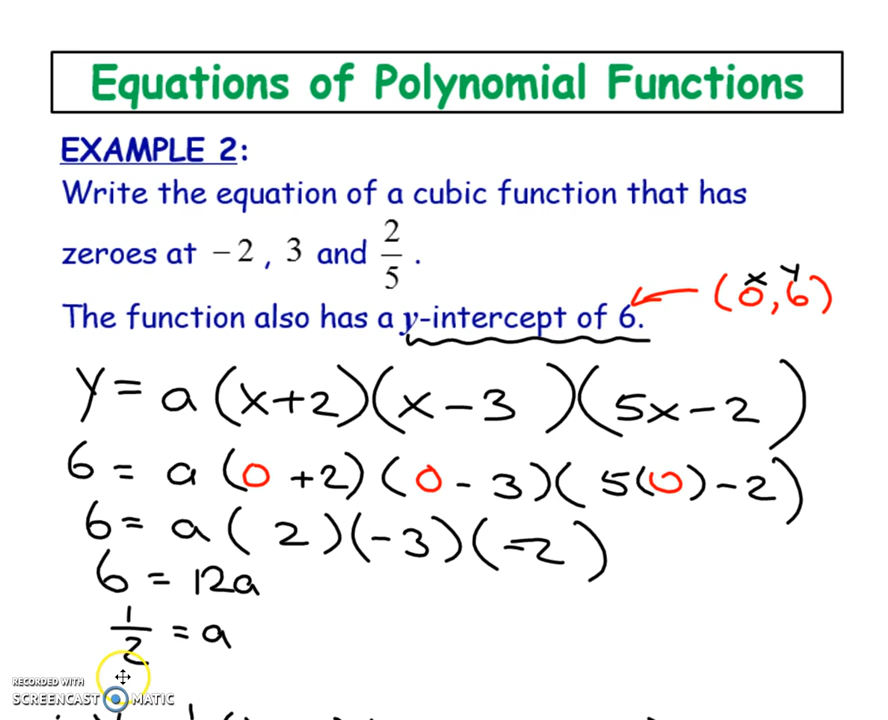 Equations of Polynomial Functions
EXAMPLE 2:
Write the equation of a cubic function that has
zeroes at −2, 3 and 2/5.
(0, 6)
x y
The function also has a y-intercept of 6.
y = a(x+2)(x−3)(5x−2)
6 = a(0+2)(0−3)(5(0)−2)
6 = a(2)(−3)(−2)
6 = 12a
1/2 = a
RECORDED WITH
SCREENCAST MATIC